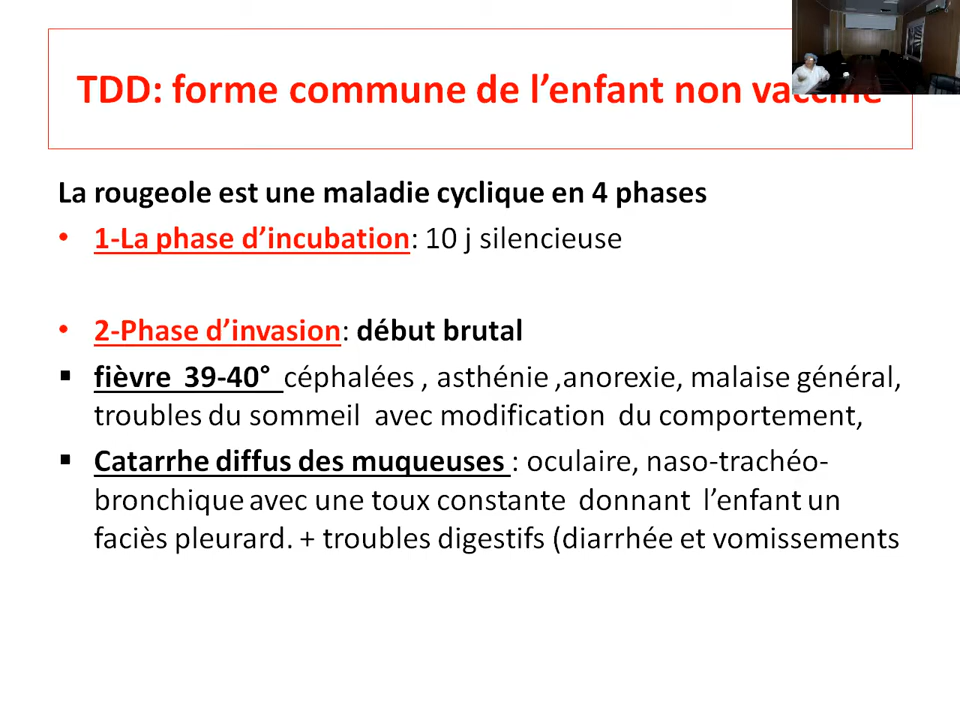 TDD: forme commune de l’enfant non vacciné
La rougeole est une maladie cyclique en 4 phases
• 1-La phase d’incubation: 10 j silencieuse
• 2-Phase d’invasion: début brutal
▪ fièvre 39-40° céphalées , asthénie ,anorexie, malaise général,
troubles du sommeil avec modification du comportement,
▪ Catarrhe diffus des muqueuses : oculaire, naso-trachéo-
bronchique avec une toux constante donnant l’enfant un
faciès pleurard. + troubles digestifs (diarrhée et vomissements